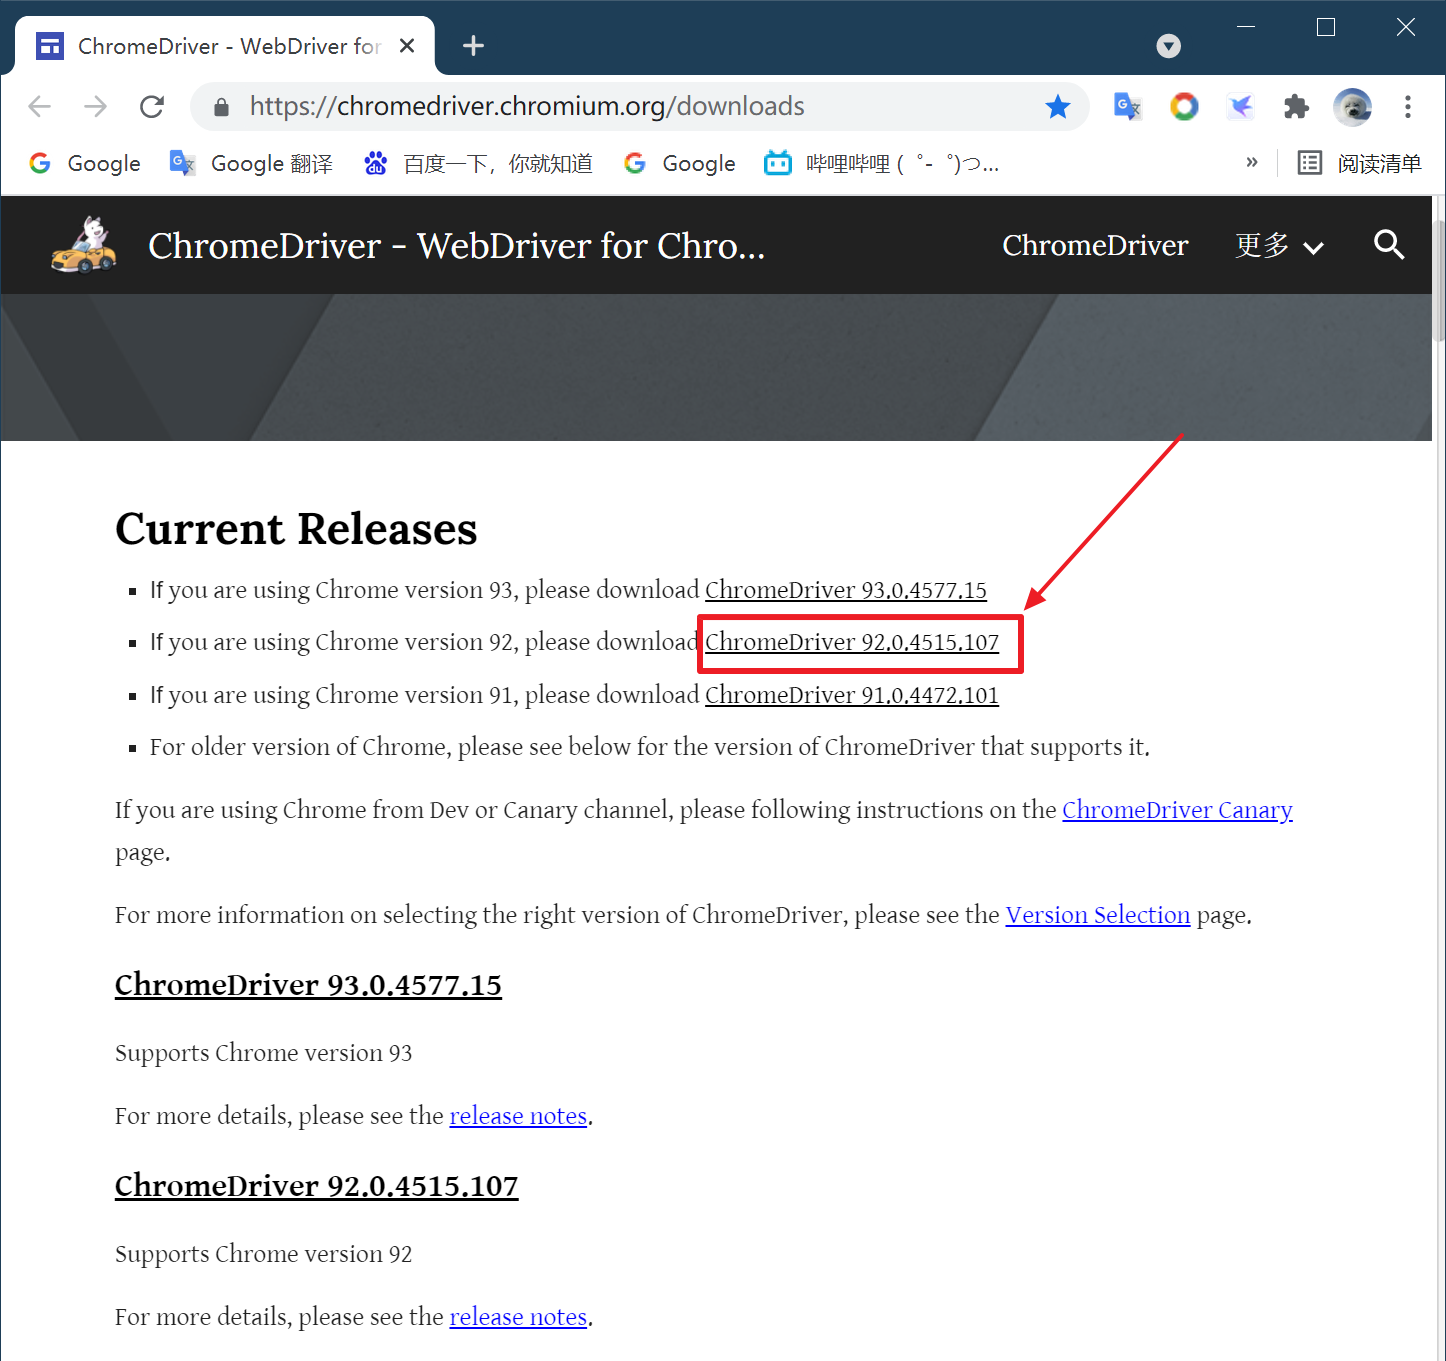 ChromeDriver - WebDriver for
https://chromedriver.chromium.org/downloads
Google
Google 翻译
百度一下，你就知道
Google
哔哩哔哩 ( ゜- ゜)つ...
»
阅读清单
ChromeDriver - WebDriver for Chro...
ChromeDriver
更多
Current Releases
If you are using Chrome version 93, please download ChromeDriver 93.0.4577.15
If you are using Chrome version 92, please download ChromeDriver 92.0.4515.107
If you are using Chrome version 91, please download ChromeDriver 91.0.4472.101
For older version of Chrome, please see below for the version of ChromeDriver that supports it.
If you are using Chrome from Dev or Canary channel, please following instructions on the ChromeDriver Canary
page.
For more information on selecting the right version of ChromeDriver, please see the Version Selection page.
ChromeDriver 93.0.4577.15
Supports Chrome version 93
For more details, please see the release notes.
ChromeDriver 92.0.4515.107
Supports Chrome version 92
For more details, please see the release notes.